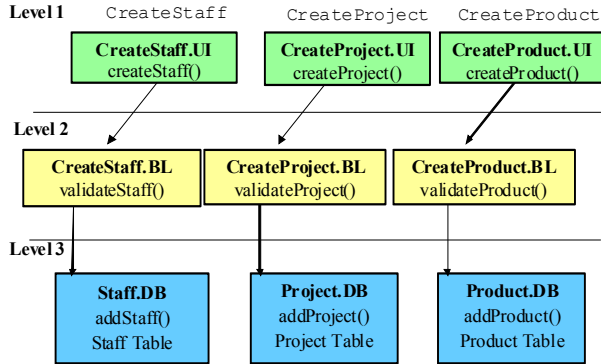 Level 1 CreateStaff CreateProject CreateProduct
CreateStaff.UI CreateProject.UI CreateProduct.UI
createStaff() createProject() createProduct()
Level 2
CreateStaff.BL CreateProject.BL CreateProduct.BL
validateStaff() validateProject() validateProduct()
Level 3
Staff.DB Project.DB Product.DB
addStaff() addProject() addProduct()
Staff Table Project Table Product Table